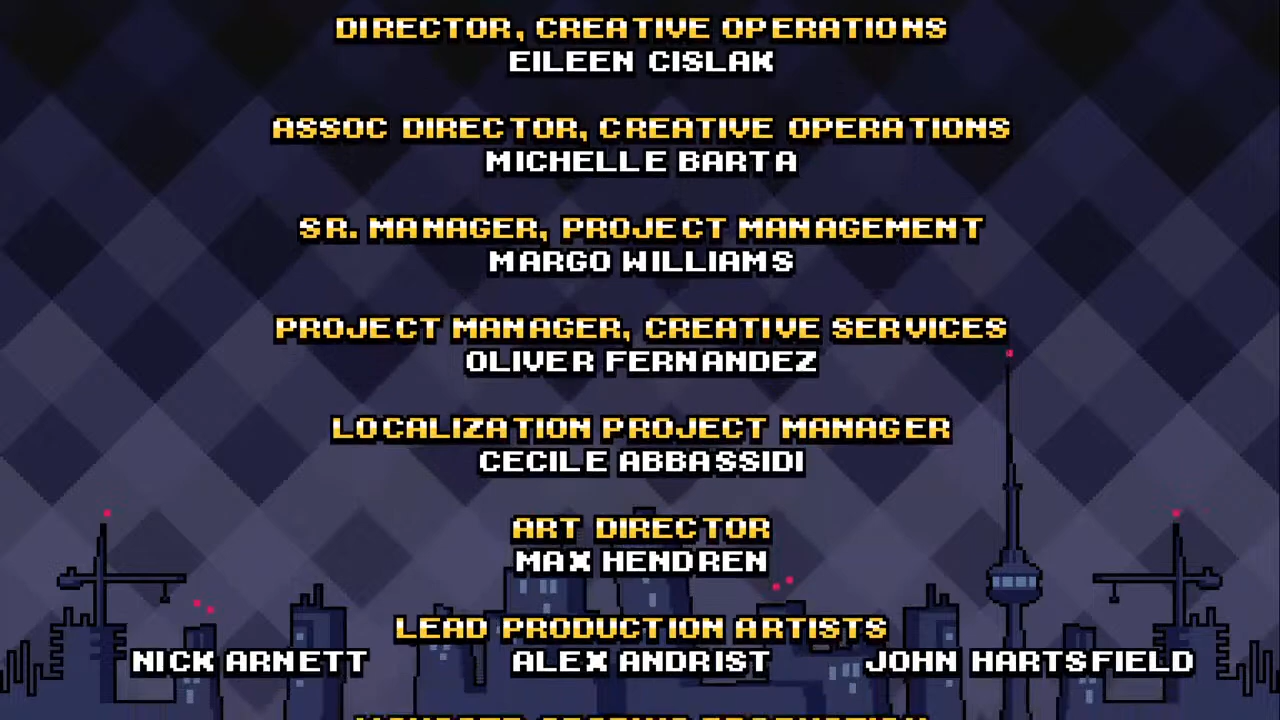 DIRECTOR, CREATIVE OPERATIONS
EILEEN CISLAK
ASSOC DIRECTOR, CREATIVE OPERATIONS
MICHELLE BARTA
SR. MANAGER, PROJECT MANAGEMENT
MARGO WILLIAMS
PROJECT MANAGER, CREATIVE SERVICES
OLIVER FERNANDEZ
LOCALIZATION PROJECT MANAGER
CECILE ABBASSIDI
ART DIRECTOR
MAX HENDREN
LEAD PRODUCTION ARTISTS
NICK ARNETT ALEX ANDRIST JOHN HARTSFIELD